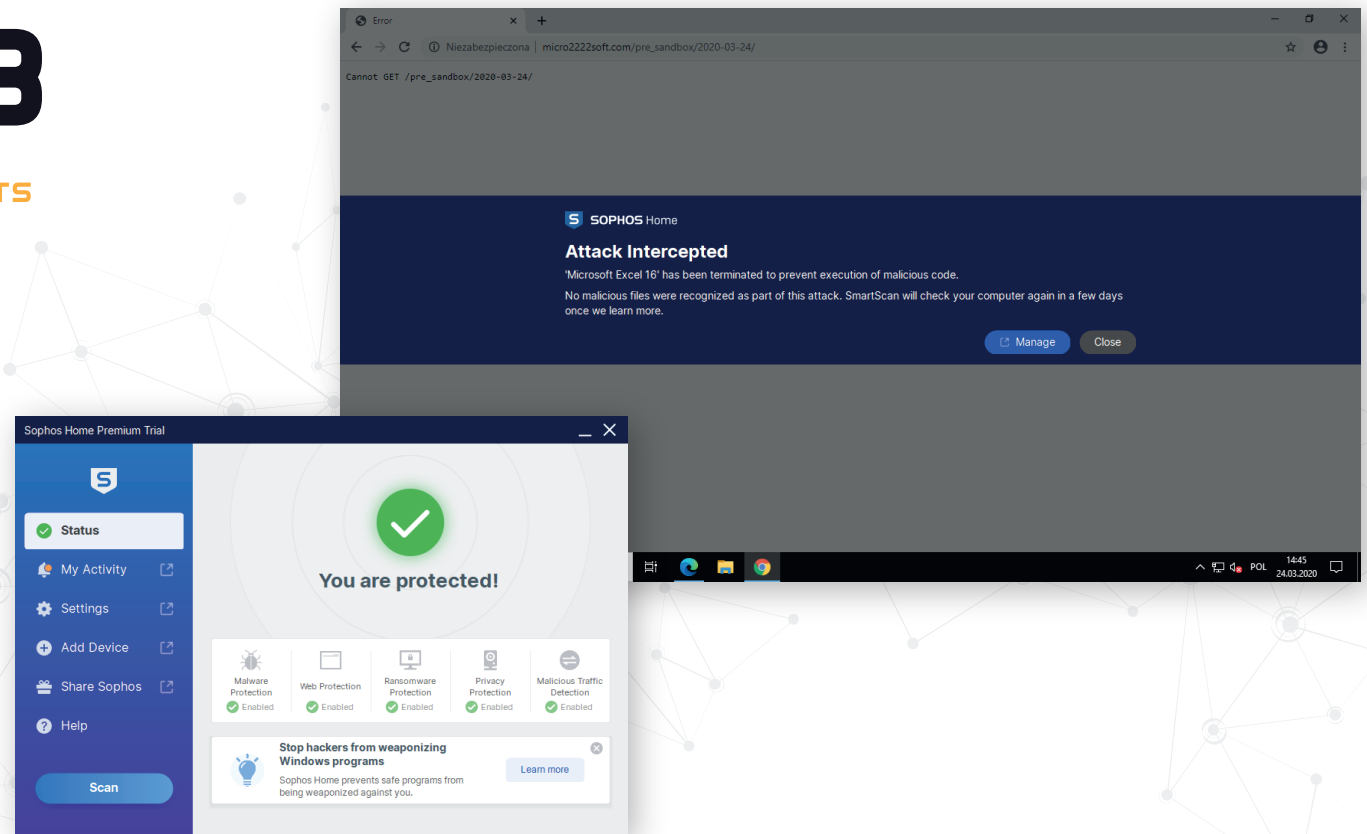 B
TS
Error
Niezabezpieczona | micro2222soft.com/pre_sandbox/2020-03-24/
Cannot GET /pre_sandbox/2020-03-24/
S SOPHOS Home
Attack Intercepted
'Microsoft Excel 16' has been terminated to prevent execution of malicious code.
No malicious files were recognized as part of this attack. SmartScan will check your computer again in a few days
once we learn more.
Manage Close
POL
14:45
24.03.2020
Sophos Home Premium Trial
S
Status
My Activity
Settings
Add Device
Share Sophos
Help
Scan
You are protected!
Malware
Protection
Enabled
Web Protection
Enabled
Ransomware
Protection
Enabled
Privacy
Protection
Enabled
Malicious Traffic
Detection
Enabled
Stop hackers from weaponizing
Windows programs
Sophos Home prevents safe programs from
being weaponized against you.
Learn more